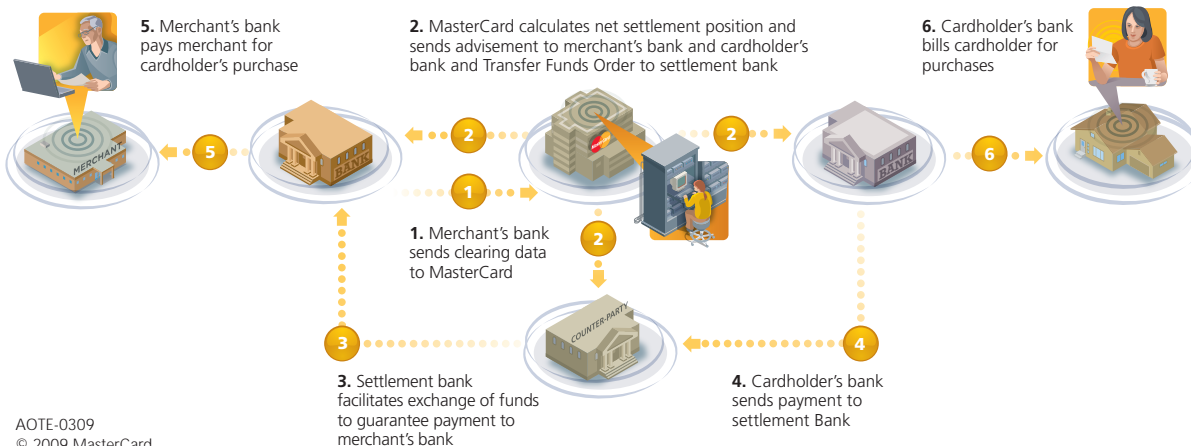 5. Merchant's bank
pays merchant for
cardholder's purchase
2. MasterCard calculates net settlement position and
sends advisement to merchant's bank and cardholder's
bank and Transfer Funds Order to settlement bank
6. Cardholder's bank
bills cardholder for
purchases
MERCHANT
5
BANK
2
2
BANK
6
1
1. Merchant's bank
sends clearing data
to MasterCard
2
COUNTER-PARTY
3
4
3. Settlement bank
facilitates exchange of funds
to guarantee payment to
merchant's bank
4. Cardholder's bank
sends payment to
settlement Bank
AOTE-0309
© 2009 MasterCard